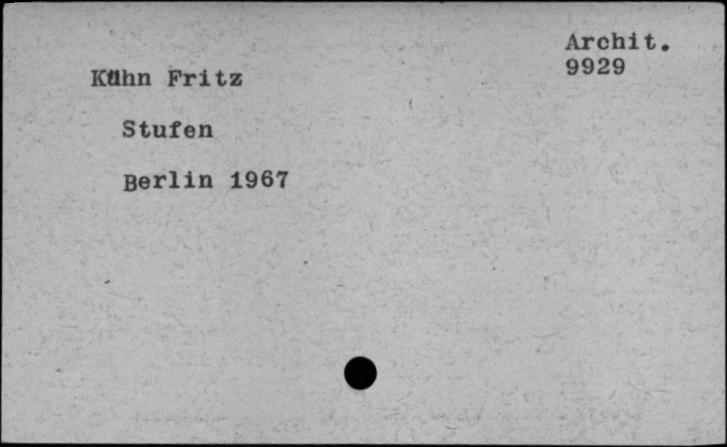 Archit.
9929
Kühn Fritz
Stufen
Berlin 1967